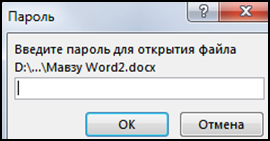 Пароль
?
Введите пароль для открытия файла
D:\...\Мавзу Word2.docx
ОК
Отмена